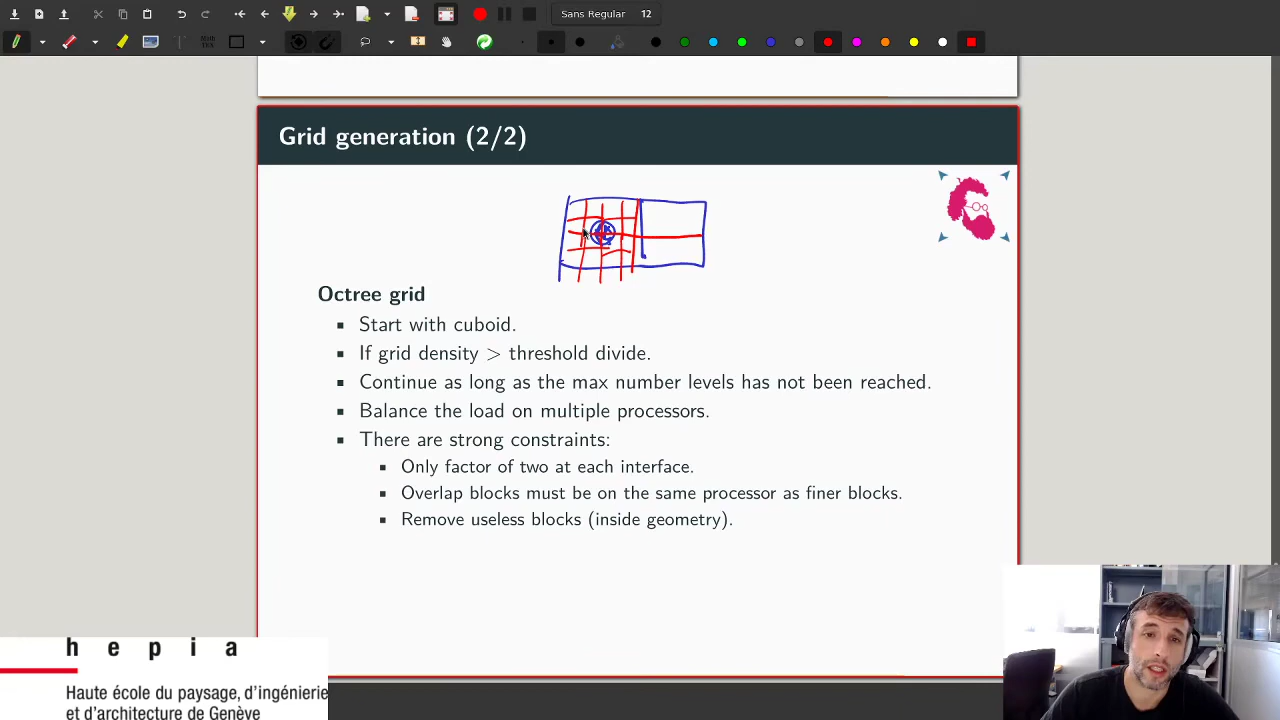 Sans Regular 12
Grid generation (2/2)
Octree grid
Start with cuboid.
If grid density > threshold divide.
Continue as long as the max number levels has not been reached.
Balance the load on multiple processors.
There are strong constraints:
Only factor of two at each interface.
Overlap blocks must be on the same processor as finer blocks.
Remove useless blocks (inside geometry).
h e p i a
Haute école du paysage, d'ingénierie
et d'architecture de Genève